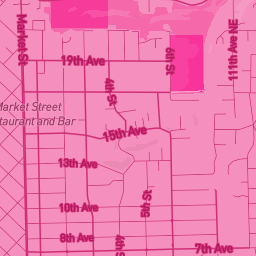 Market St
19th Ave
6th St
111th Ave NE
4th St
Market Street
taurant and Bar
15th Ave
13th Ave
5th St
10th Ave
8th Ave
4th St
7th Ave